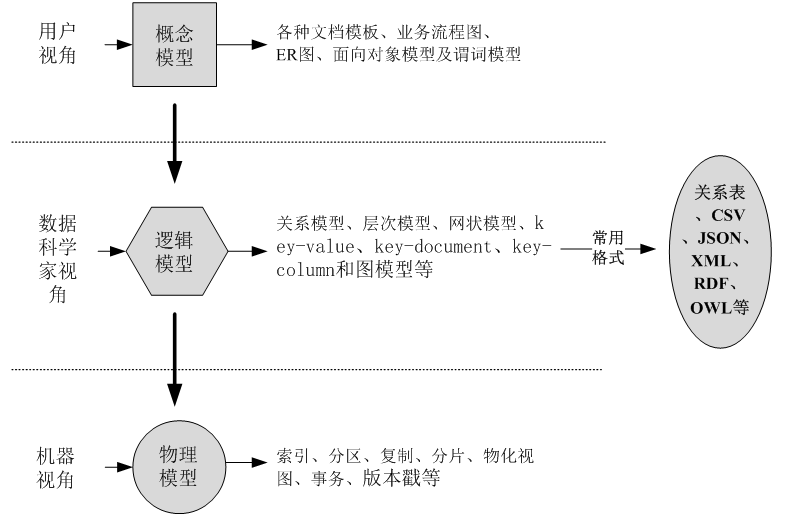 用户
视角
概念
模型
各种文档模板、业务流程图、
ER图、面向对象模型及谓词模型
数据
科学
家视
角
逻辑
模型
关系模型、层次模型、网状模型、k
ey-value、key-document、key-
column和图模型等
常用
格式
关系表
、CSV
、JSON、
XML、
RDF、
OWL等
机器
视角
物理
模型
索引、分区、复制、分片、物化视
图、事务、版本戳等